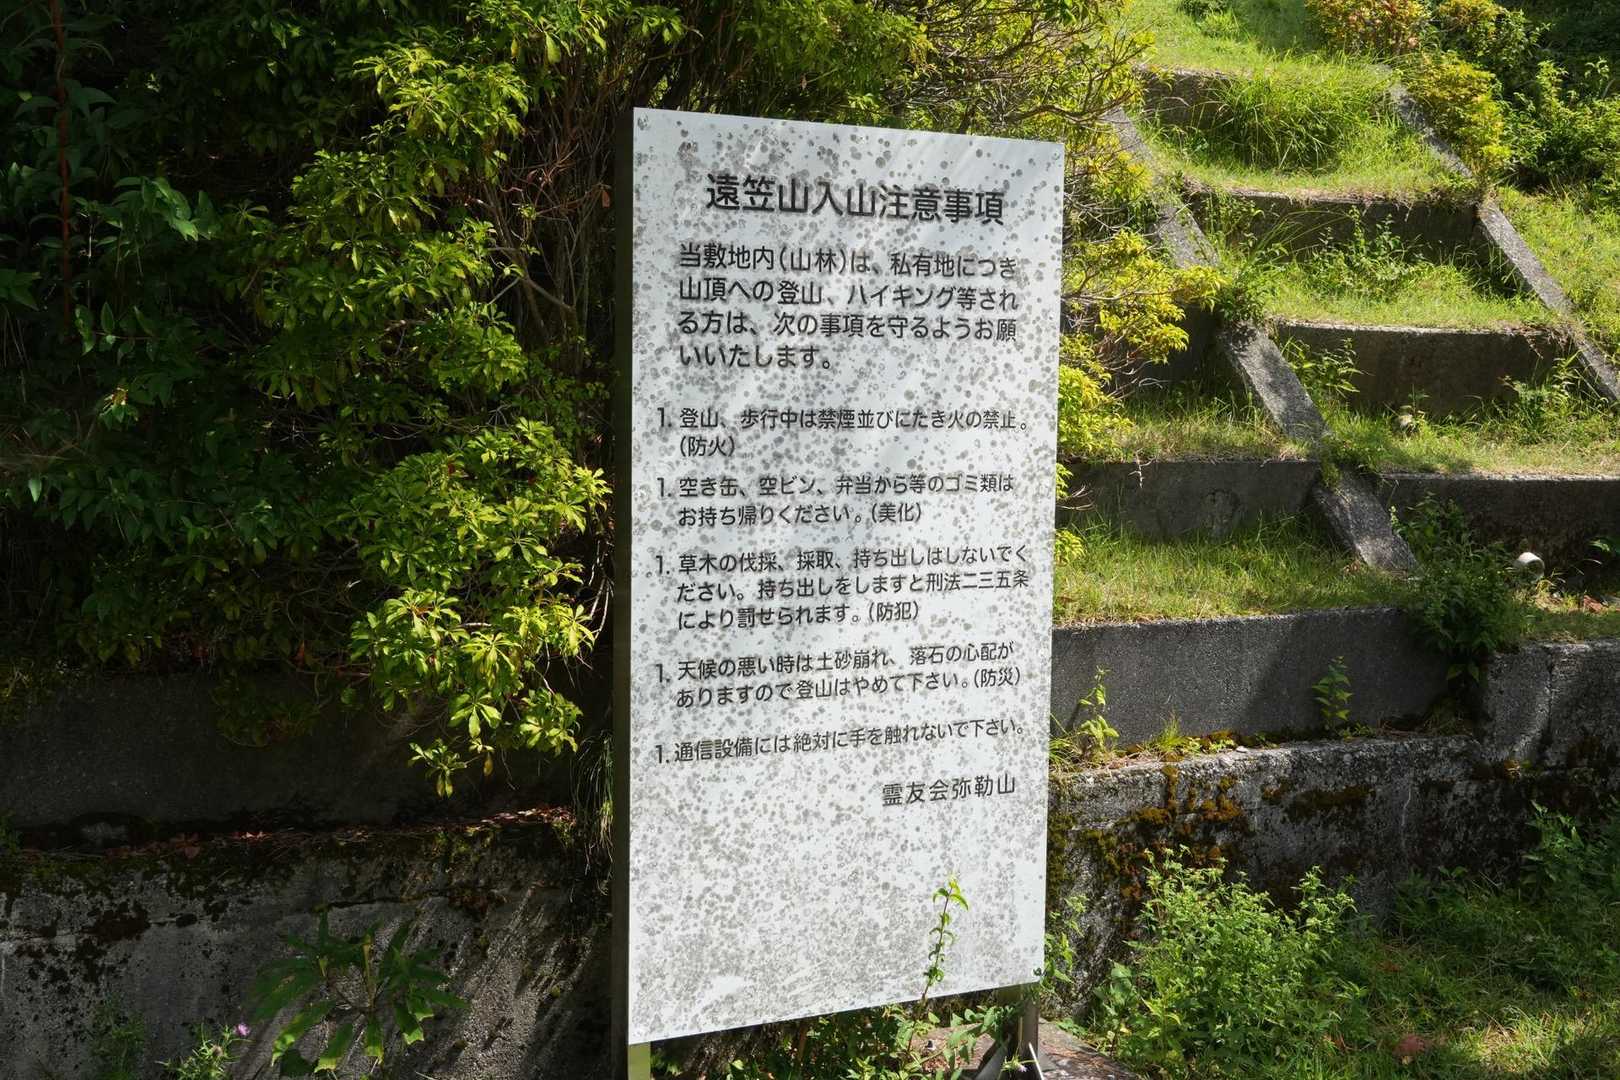 遠笠山入山注意事項
当敷地内(山林)は、私有地につき
山頂への登山、ハイキング等され
る方は、次の事項を守るようお願
いいたします。
1. 登山、歩行中は禁煙並びにたき火の禁止。
(防火)
1. 空き缶、空ビン、弁当から等のゴミ類は
お持ち帰りください。(美化)
1. 草木の伐採、採取、持ち出しはしないでく
ださい。持ち出しをしますと刑法二三五条
により罰せられます。(防犯)
1. 天候の悪い時は土砂崩れ、落石の心配が
ありますので登山はやめて下さい。(防災)
1. 通信設備には絶対に手を触れないで下さい。
霊友会弥勒山